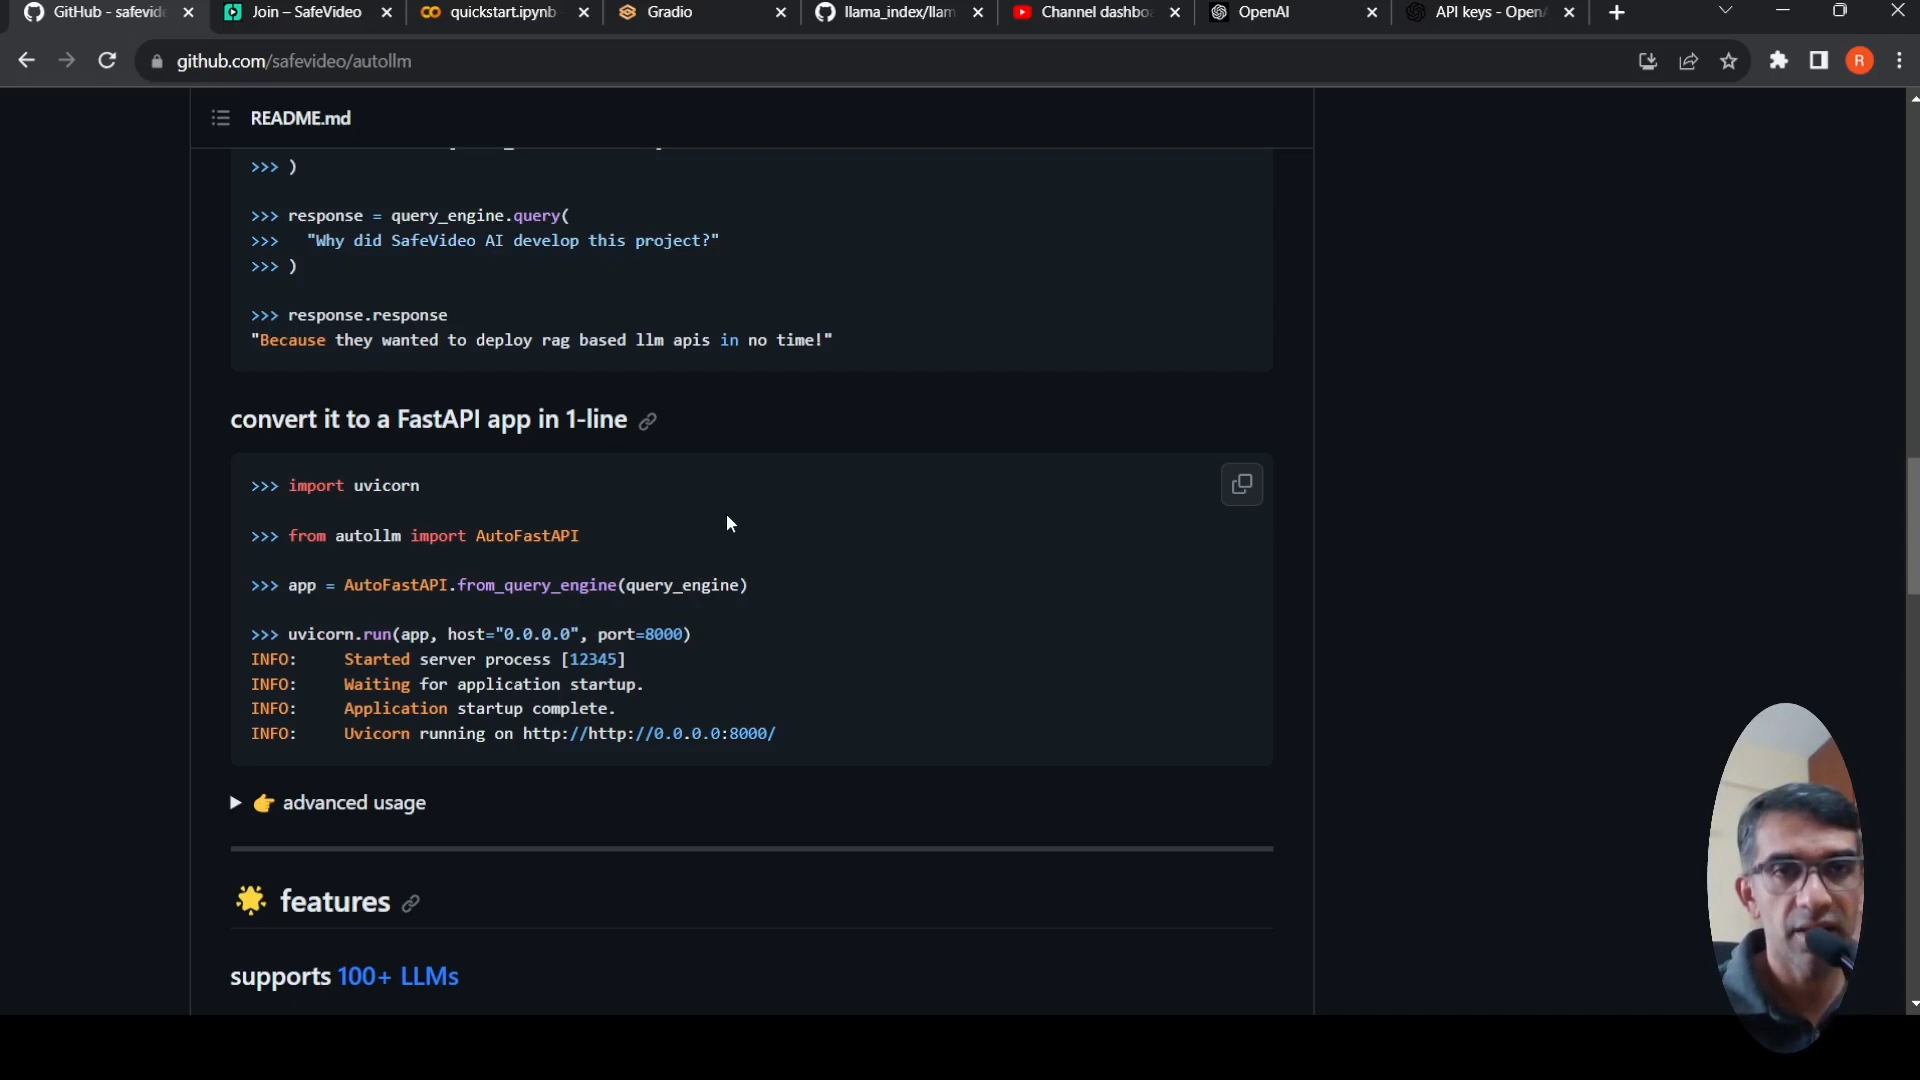 GitHub - safevide
Join – SafeVideo
quickstart.ipynb
Gradio
llama_index/llam
Channel dashbo
OpenAI
API keys - Open
github.com/safevideo/autollm
R
README.md
>>> )
>>> response = query_engine.query(
>>>   "Why did SafeVideo AI develop this project?"
>>> )
>>> response.response
"Because they wanted to deploy rag based llm apis in no time!"
convert it to a FastAPI app in 1-line
>>> import uvicorn
>>> from autollm import AutoFastAPI
>>> app = AutoFastAPI.from_query_engine(query_engine)
>>> uvicorn.run(app, host="0.0.0.0", port=8000)
INFO:     Started server process [12345]
INFO:     Waiting for application startup.
INFO:     Application startup complete.
INFO:     Uvicorn running on http://http://0.0.0.0:8000/
▶ 👉 advanced usage
🌟 features
supports 100+ LLMs